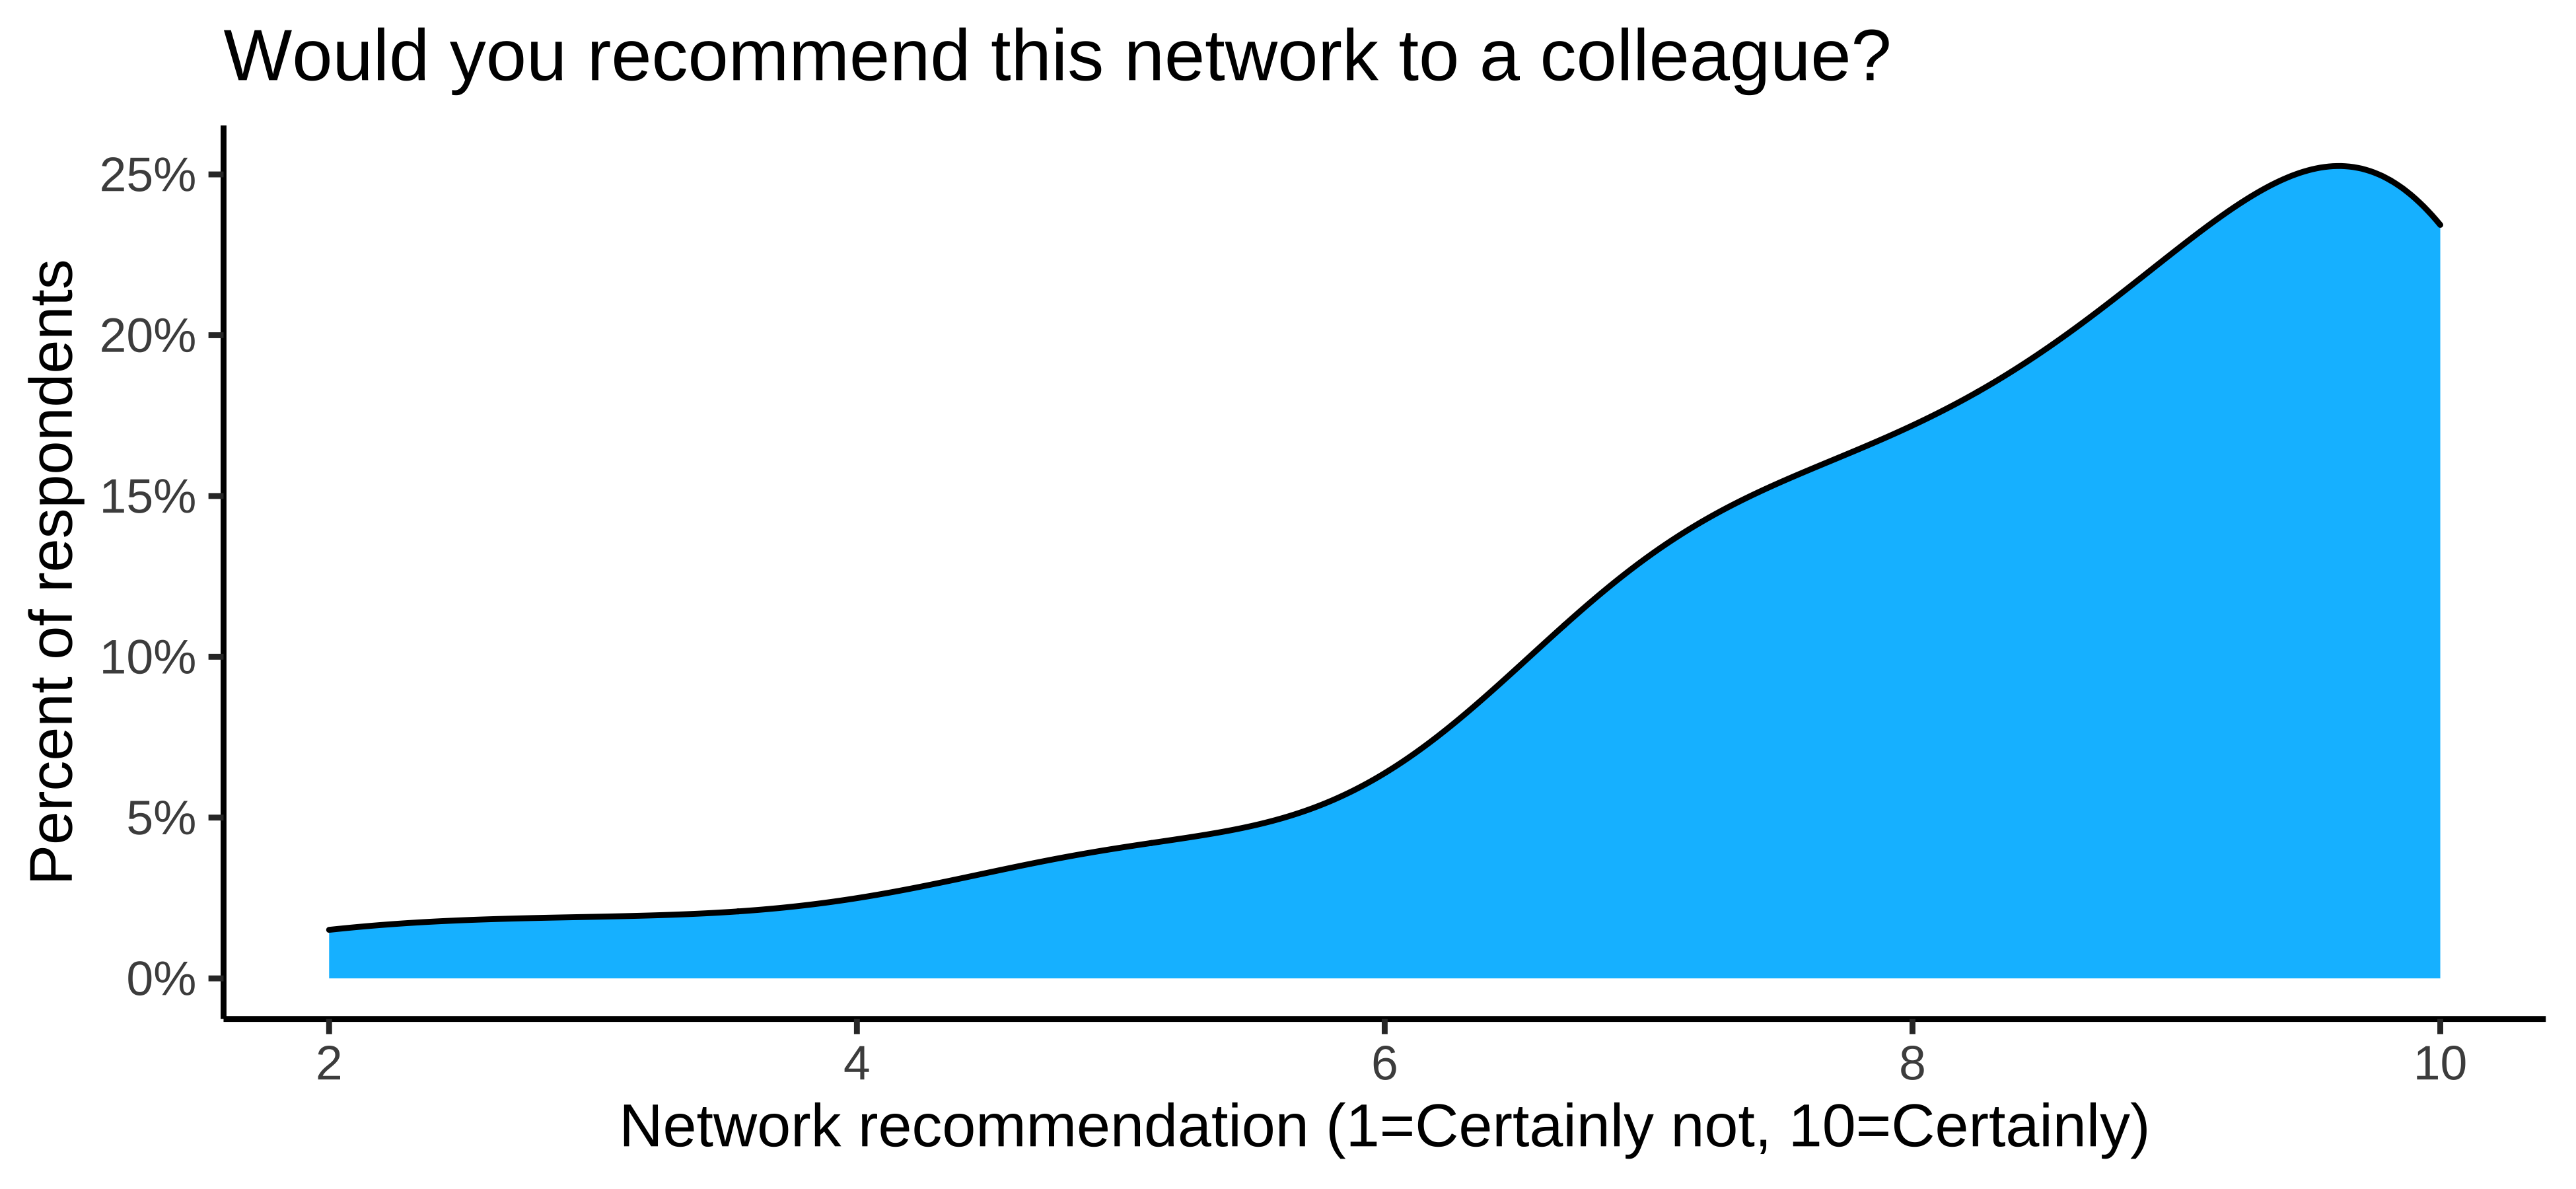 Would you recommend this network to a colleague?
Percent of respondents
25%
20%
15%
10%
5%
0%
2 4 6 8 10
Network recommendation (1=Certainly not, 10=Certainly)